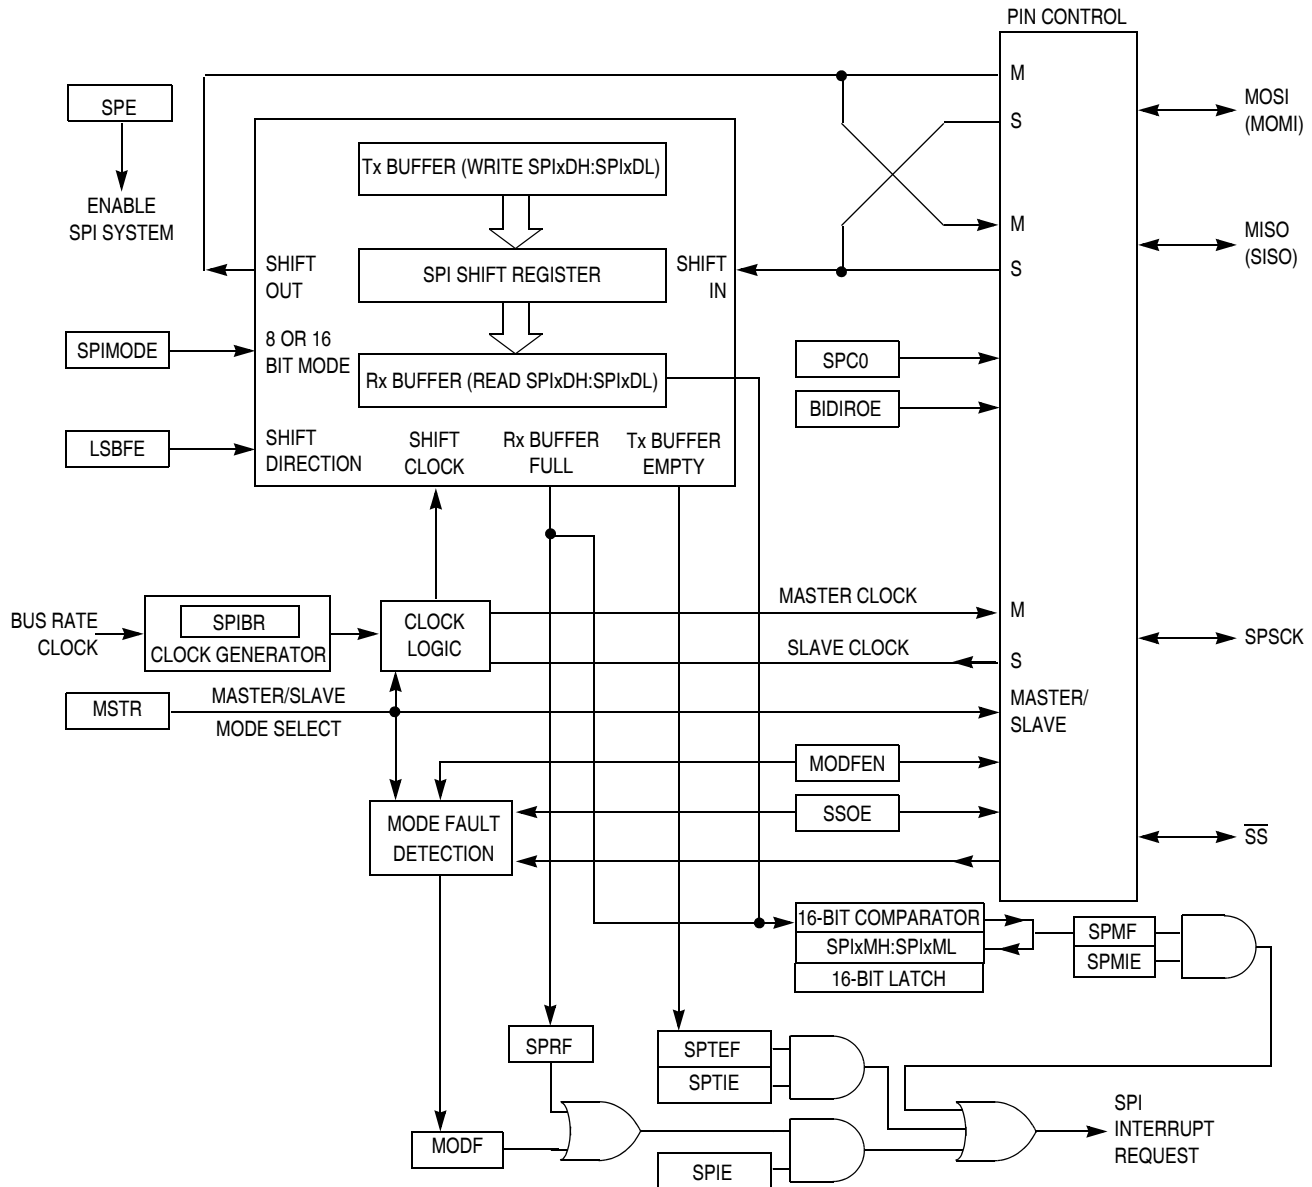 PIN CONTROL
SPE
ENABLE
SPI SYSTEM
Tx BUFFER (WRITE SPIxDH:SPIxDL)
SPI SHIFT REGISTER
Rx BUFFER (READ SPIxDH:SPIxDL)
SHIFT
OUT
SHIFT
IN
8 OR 16
BIT MODE
SHIFT
DIRECTION
SHIFT
CLOCK
Rx BUFFER
FULL
Tx BUFFER
EMPTY
SPIMODE
LSBFE
M
S
M
S
MOSI
(MOMI)
MISO
(SISO)
SPC0
BIDIROE
BUS RATE
CLOCK
SPIBR
CLOCK GENERATOR
CLOCK
LOGIC
MASTER CLOCK
M
SLAVE CLOCK
S
SPSCK
MSTR
MASTER/SLAVE
MODE SELECT
MASTER/
SLAVE
MODFEN
SSOE
MODE FAULT
DETECTION
SS
16-BIT COMPARATOR
SPIxMH:SPIxML
16-BIT LATCH
SPMF
SPMIE
SPRF
SPTEF
SPTIE
MODF
SPIE
SPI
INTERRUPT
REQUEST